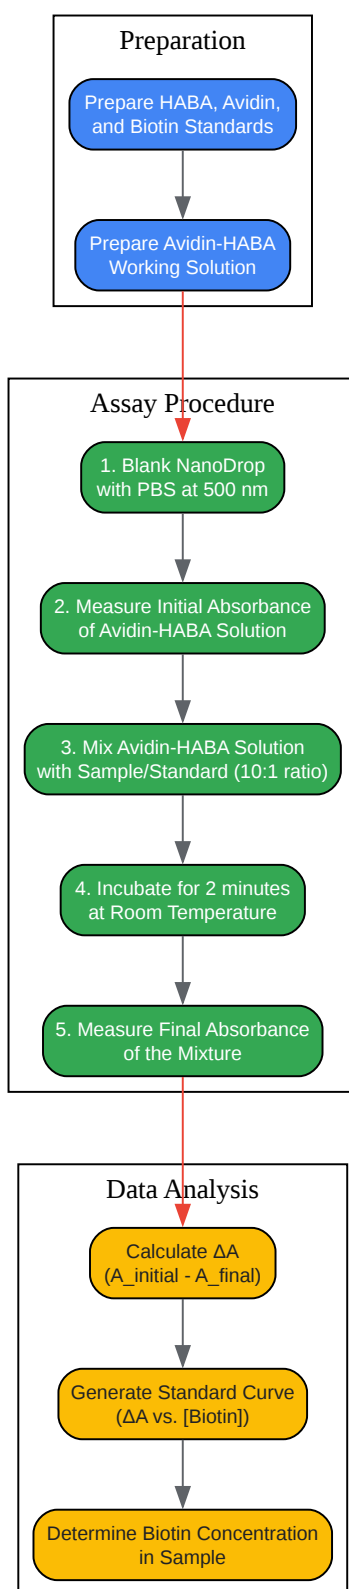 Preparation
Prepare HABA, Avidin,
and Biotin Standards
Prepare Avidin-HABA
Working Solution
Assay Procedure
1. Blank NanoDrop
with PBS at 500 nm
2. Measure Initial Absorbance
of Avidin-HABA Solution
3. Mix Avidin-HABA Solution
with Sample/Standard (10:1 ratio)
4. Incubate for 2 minutes
at Room Temperature
5. Measure Final Absorbance
of the Mixture
Data Analysis
Calculate ΔA
(A_initial - A_final)
Generate Standard Curve
(ΔA vs. [Biotin])
Determine Biotin Concentration
in Sample